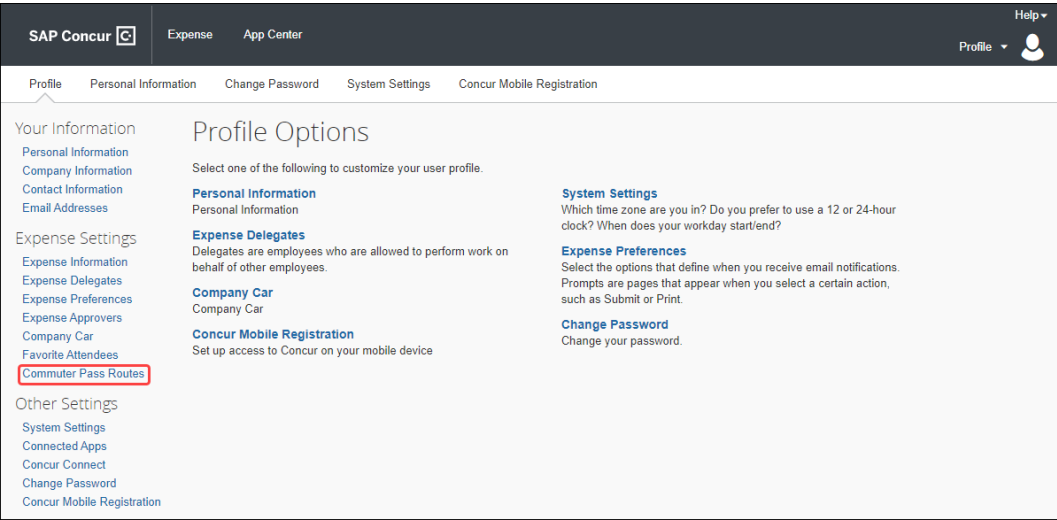 Help
SAP Concur C
Expense
App Center
Profile
Profile
Personal Information
Change Password
System Settings
Concur Mobile Registration
Your Information
Personal Information
Company Information
Contact Information
Email Addresses
Expense Settings
Expense Information
Expense Delegates
Expense Preferences
Expense Approvers
Company Car
Favorite Attendees
Commuter Pass Routes
Other Settings
System Settings
Connected Apps
Concur Connect
Change Password
Concur Mobile Registration
Profile Options
Select one of the following to customize your user profile.
Personal Information
Personal Information
Expense Delegates
Delegates are employees who are allowed to perform work on
behalf of other employees.
Company Car
Company Car
Concur Mobile Registration
Set up access to Concur on your mobile device
System Settings
Which time zone are you in? Do you prefer to use a 12 or 24-hour
clock? When does your workday start/end?
Expense Preferences
Select the options that define when you receive email notifications.
Prompts are pages that appear when you select a certain action,
such as Submit or Print.
Change Password
Change your password.